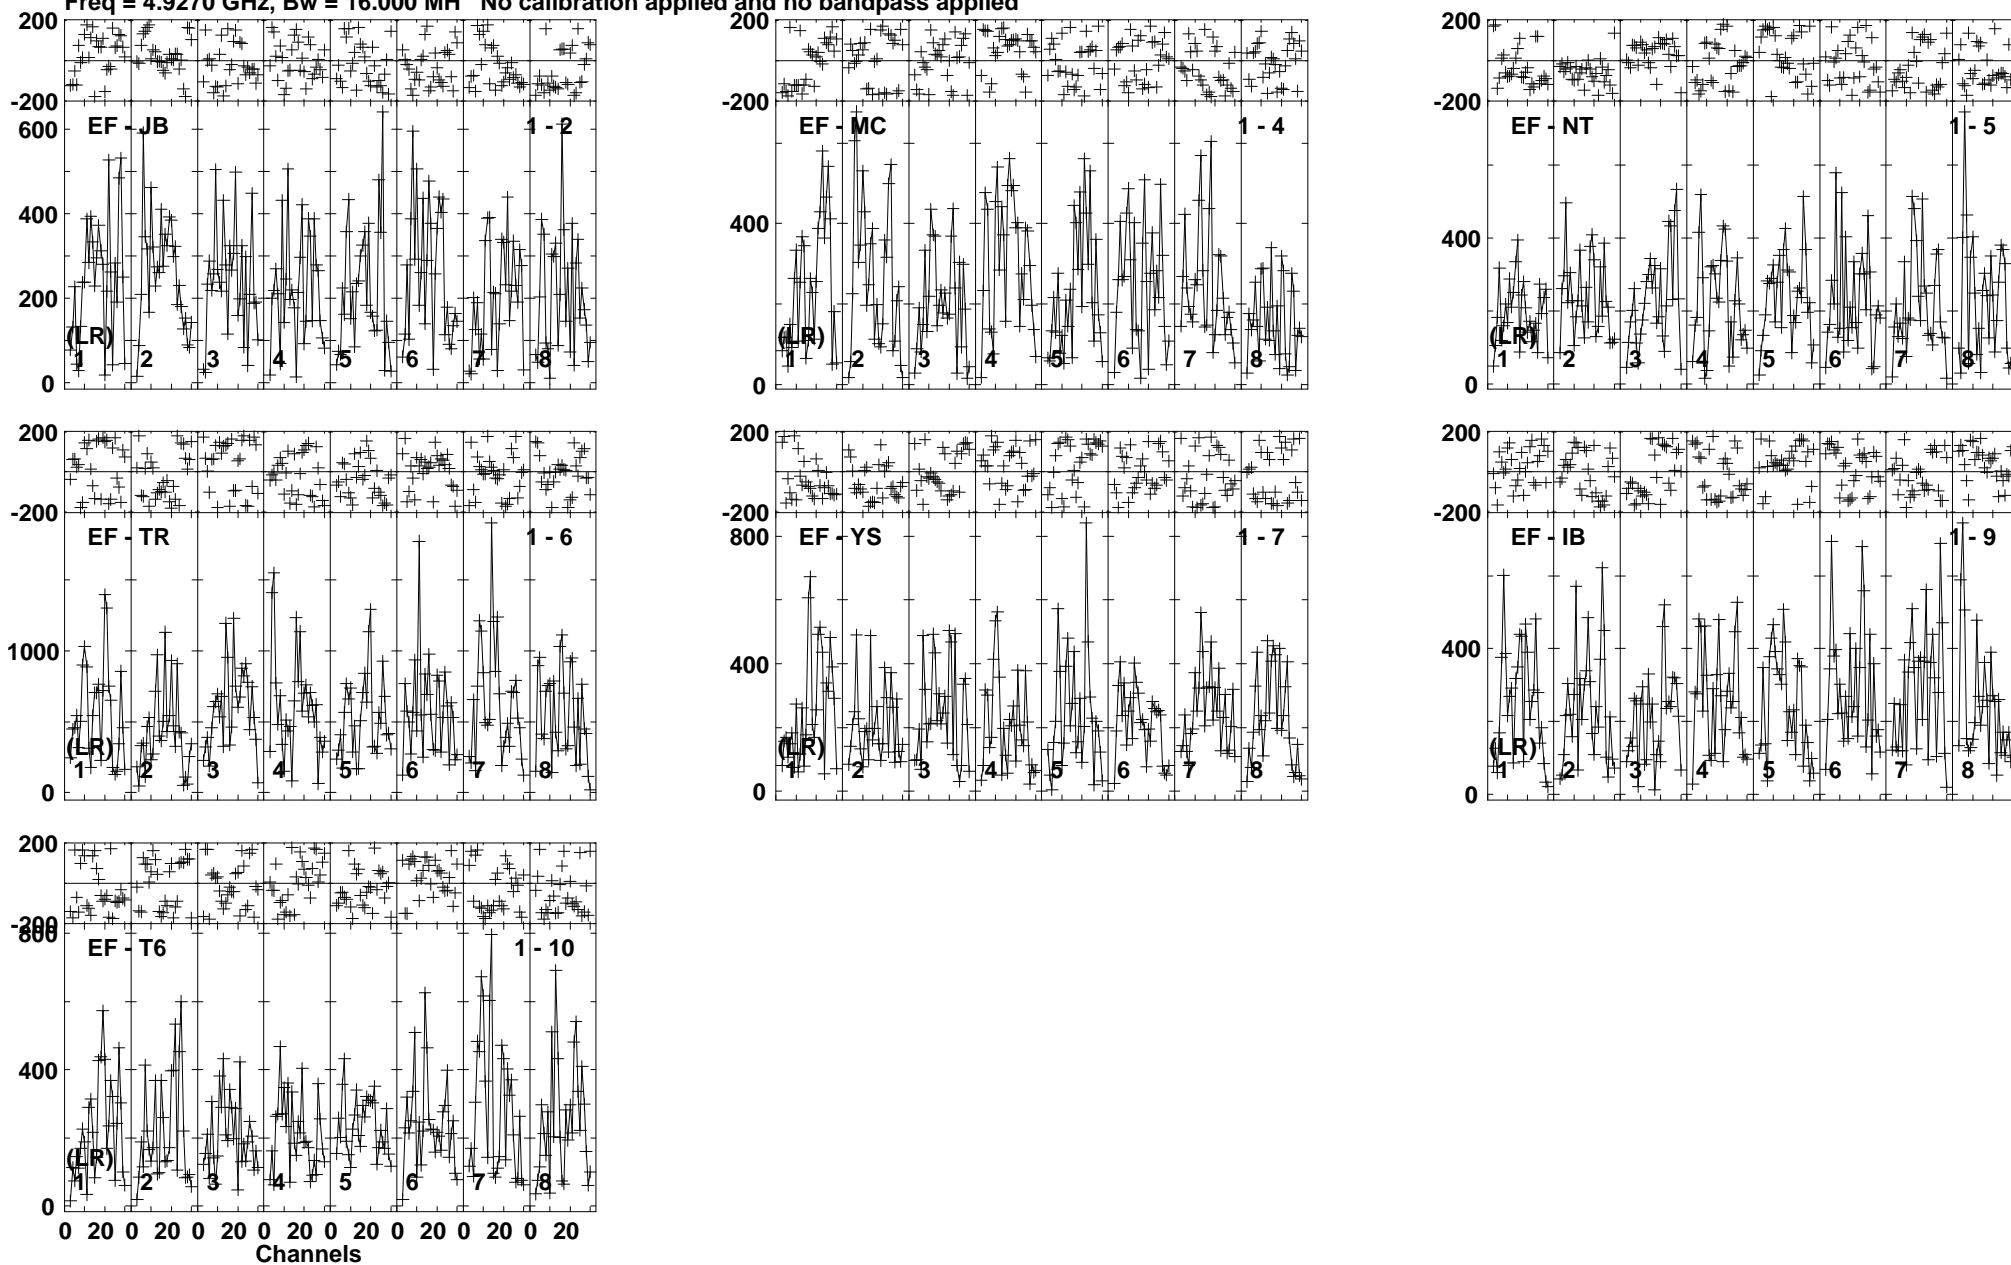 Freq = 4.9270 GHz, Bw = 16.000 MH No calibration applied and no bandpass applied
200 200 200
-200 -200 -200
EF - JB 1 - 2 EF - MC 1 - 4 EF - NT 1 - 5
600
400 400 400
200
(LR) (LR) (LR)
1 2 3 4 5 6 7 8 1 2 3 4 5 6 7 8 1 2 3 4 5 6 7 8
0 0 0
200 200 200
-200 -200 -200
EF - TR 1 - 6 EF - YS 1 - 7 EF - IB 1 - 9
800
1000 400 400
(LR) (LR) (LR)
1 2 3 4 5 6 7 8 1 2 3 4 5 6 7 8 1 2 3 4 5 6 7 8
0 0 0
200
-200
800
EF - T6 1 - 10
400
(LR)
1 2 3 4 5 6 7 8
0
0 20 0 20 0 20 0 20 0 20 0 20 0 20 0 20
Channels